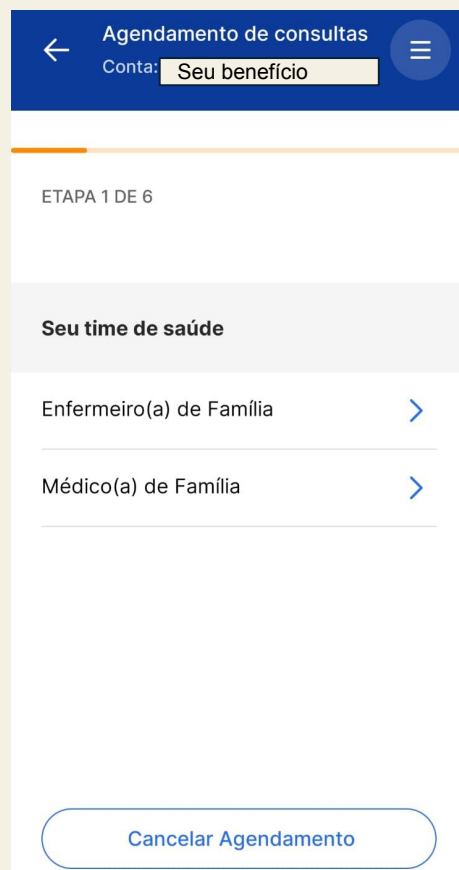 Agendamento de consultas
Conta: Seu benefício
ETAPA 1 DE 6
Seu time de saúde
Enfermeiro(a) de Família
Médico(a) de Família
Cancelar Agendamento